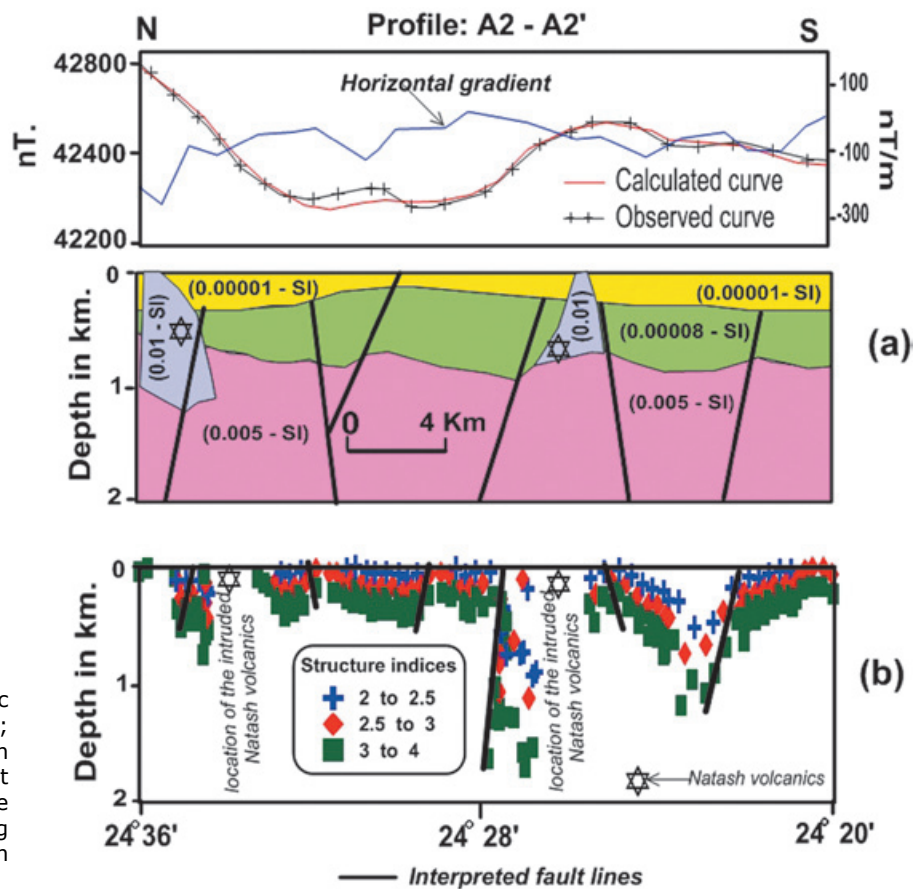 N Profile: A2 - A2' S
42800
42400
42200
nT.
Horizontal gradient
100
-100
-300
nT/m
Calculated curve
Observed curve
0
1
2
Depth in km.
(0.01 - SI)
(0.00001 - SI)
(0.01)
(0.00001- SI)
(0.00008 - SI)
(0.005 - SI)
0 4 Km
(0.005 - SI)
(a)
0
1
2
Depth in km.
location of the intruded
Natash volcanics
Structure indices
2 to 2.5
2.5 to 3
3 to 4
location of the intruded
Natash volcanics
Natash volcanics
(b)
24° 36' 24° 28' 24° 20'
Interpreted fault lines
c
;
n
t
e
g
n